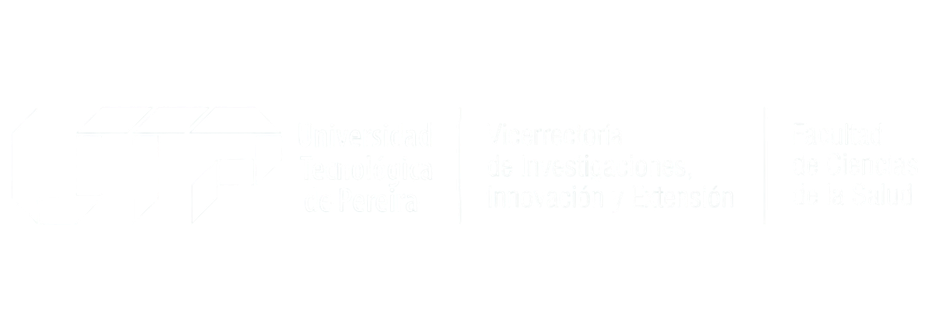 Universidad
Tecnológica
de Pereira
Vicerrectoría
de Investigaciones,
Innovación y Extensión
Facultad
de Ciencias
de la Salud